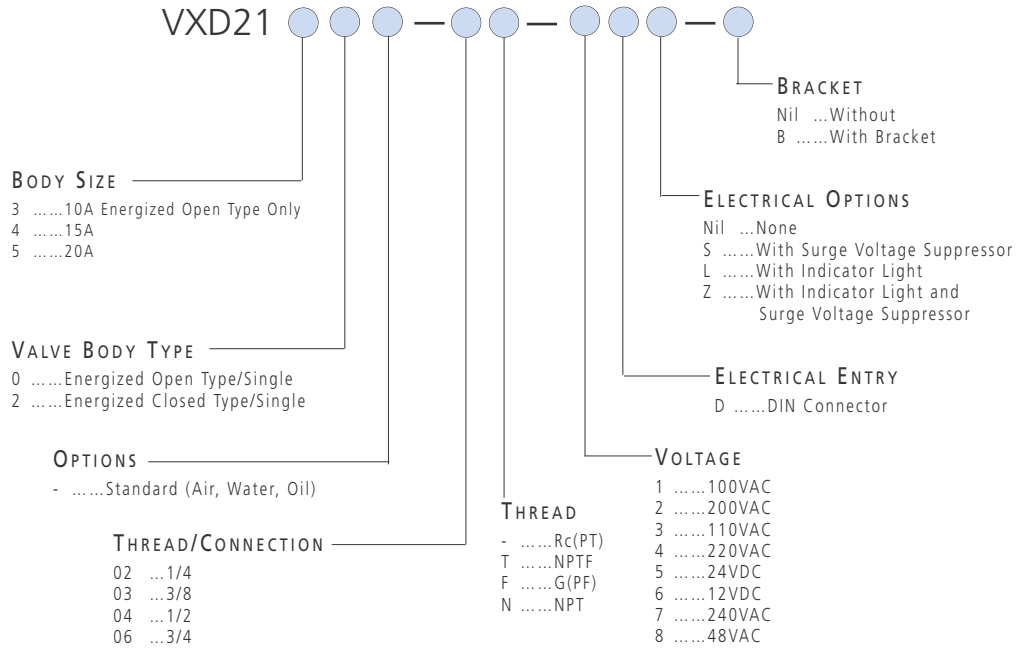 VXD21 — — —
BRACKET
Nil ...Without
B ......With Bracket
BODY SIZE
3 ......10A Energized Open Type Only
4 ......15A
5 ......20A
ELECTRICAL OPTIONS
Nil ...None
S ......With Surge Voltage Suppressor
L ......With Indicator Light
Z ......With Indicator Light and
Surge Voltage Suppressor
VALVE BODY TYPE
0 ......Energized Open Type/Single
2 ......Energized Closed Type/Single
ELECTRICAL ENTRY
D ......DIN Connector
OPTIONS
- ......Standard (Air, Water, Oil)
VOLTAGE
1 ......100VAC
2 ......200VAC
3 ......110VAC
4 ......220VAC
5 ......24VDC
6 ......12VDC
7 ......240VAC
8 ......48VAC
THREAD
- ......Rc(PT)
T ......NPTF
F ......G(PF)
N ......NPT
THREAD/CONNECTION
02 ...1/4
03 ...3/8
04 ...1/2
06 ...3/4